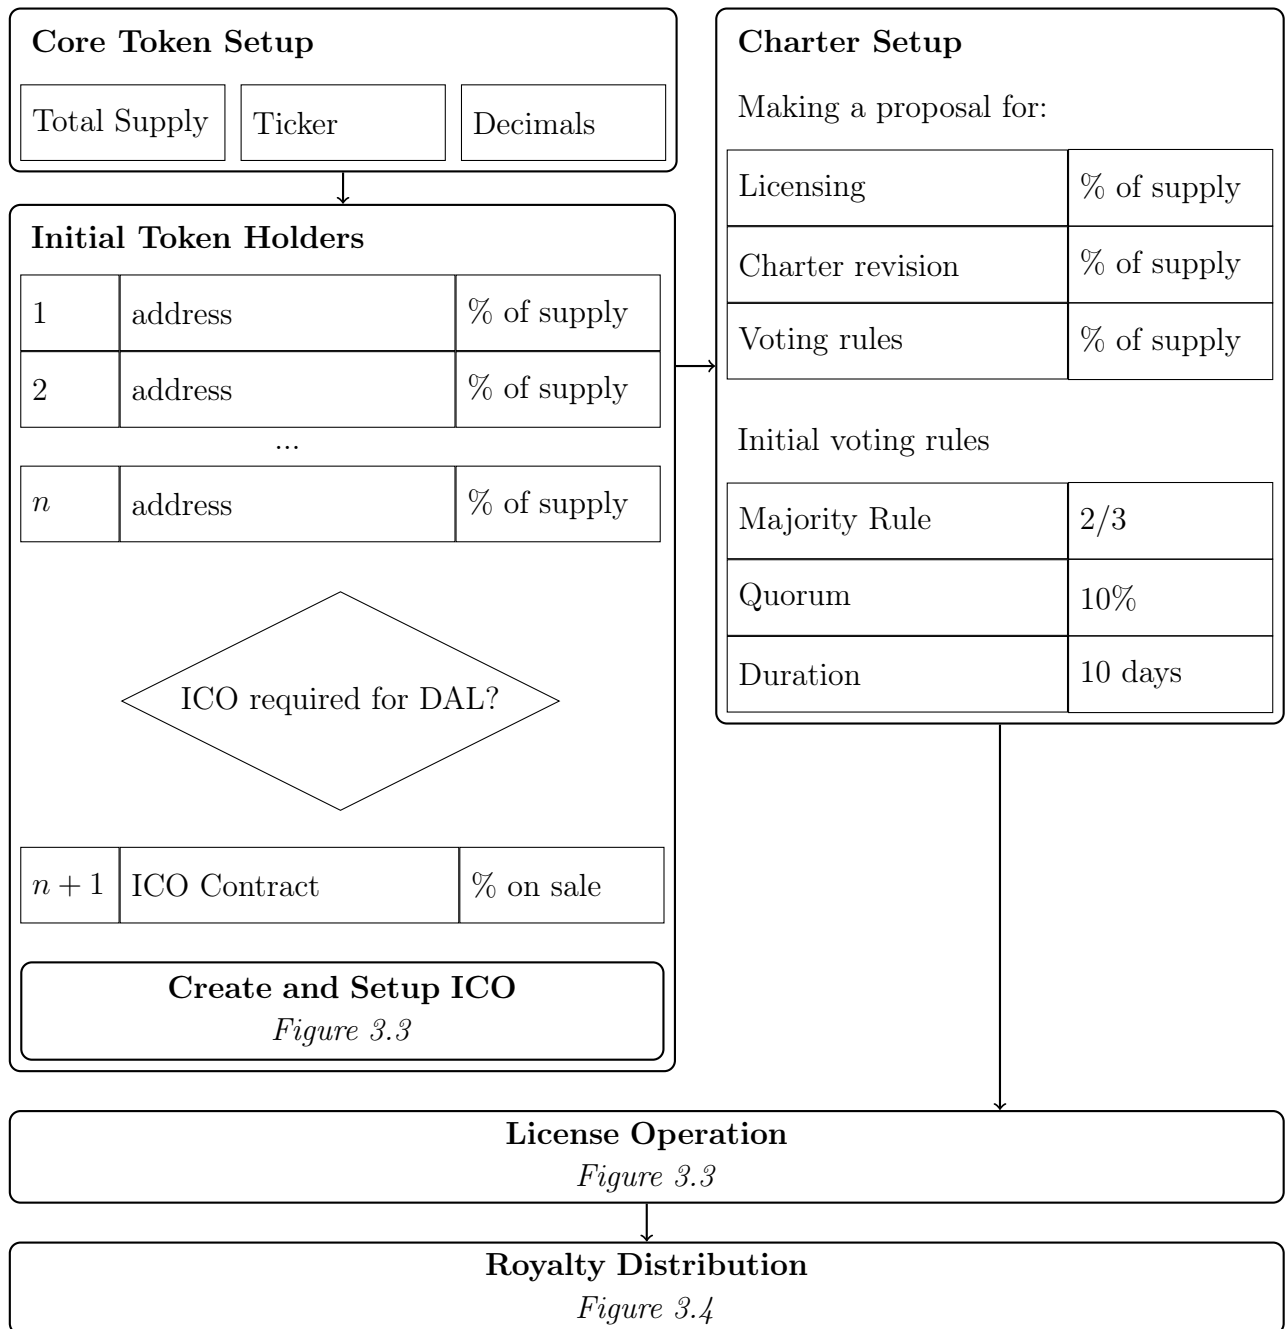 Core Token Setup
Total Supply Ticker Decimals
Initial Token Holders
1 address % of supply
2 address % of supply
...
n address % of supply
ICO required for DAL?
n + 1 ICO Contract % on sale
Create and Setup ICO
Figure 3.3
Charter Setup
Making a proposal for:
Licensing % of supply
Charter revision % of supply
Voting rules % of supply
Initial voting rules
Majority Rule 2/3
Quorum 10%
Duration 10 days
License Operation
Figure 3.3
Royalty Distribution
Figure 3.4